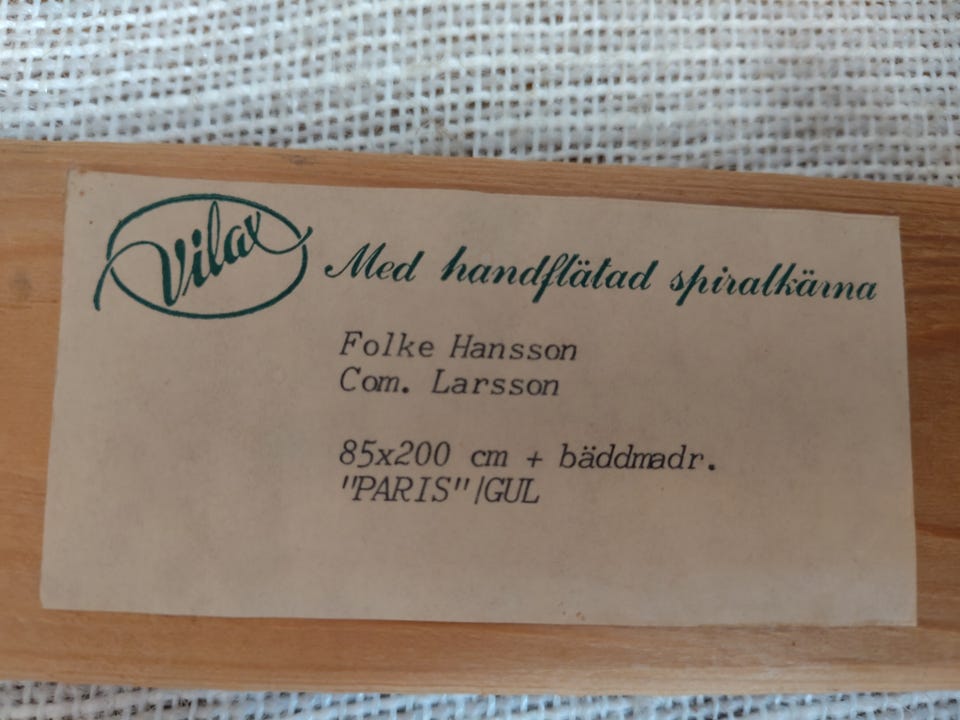 Vilax
Med handflätad spiralkärna
Folke Hansson
Com. Larsson
85x200 cm + bäddmadr.
"PARIS"/GUL